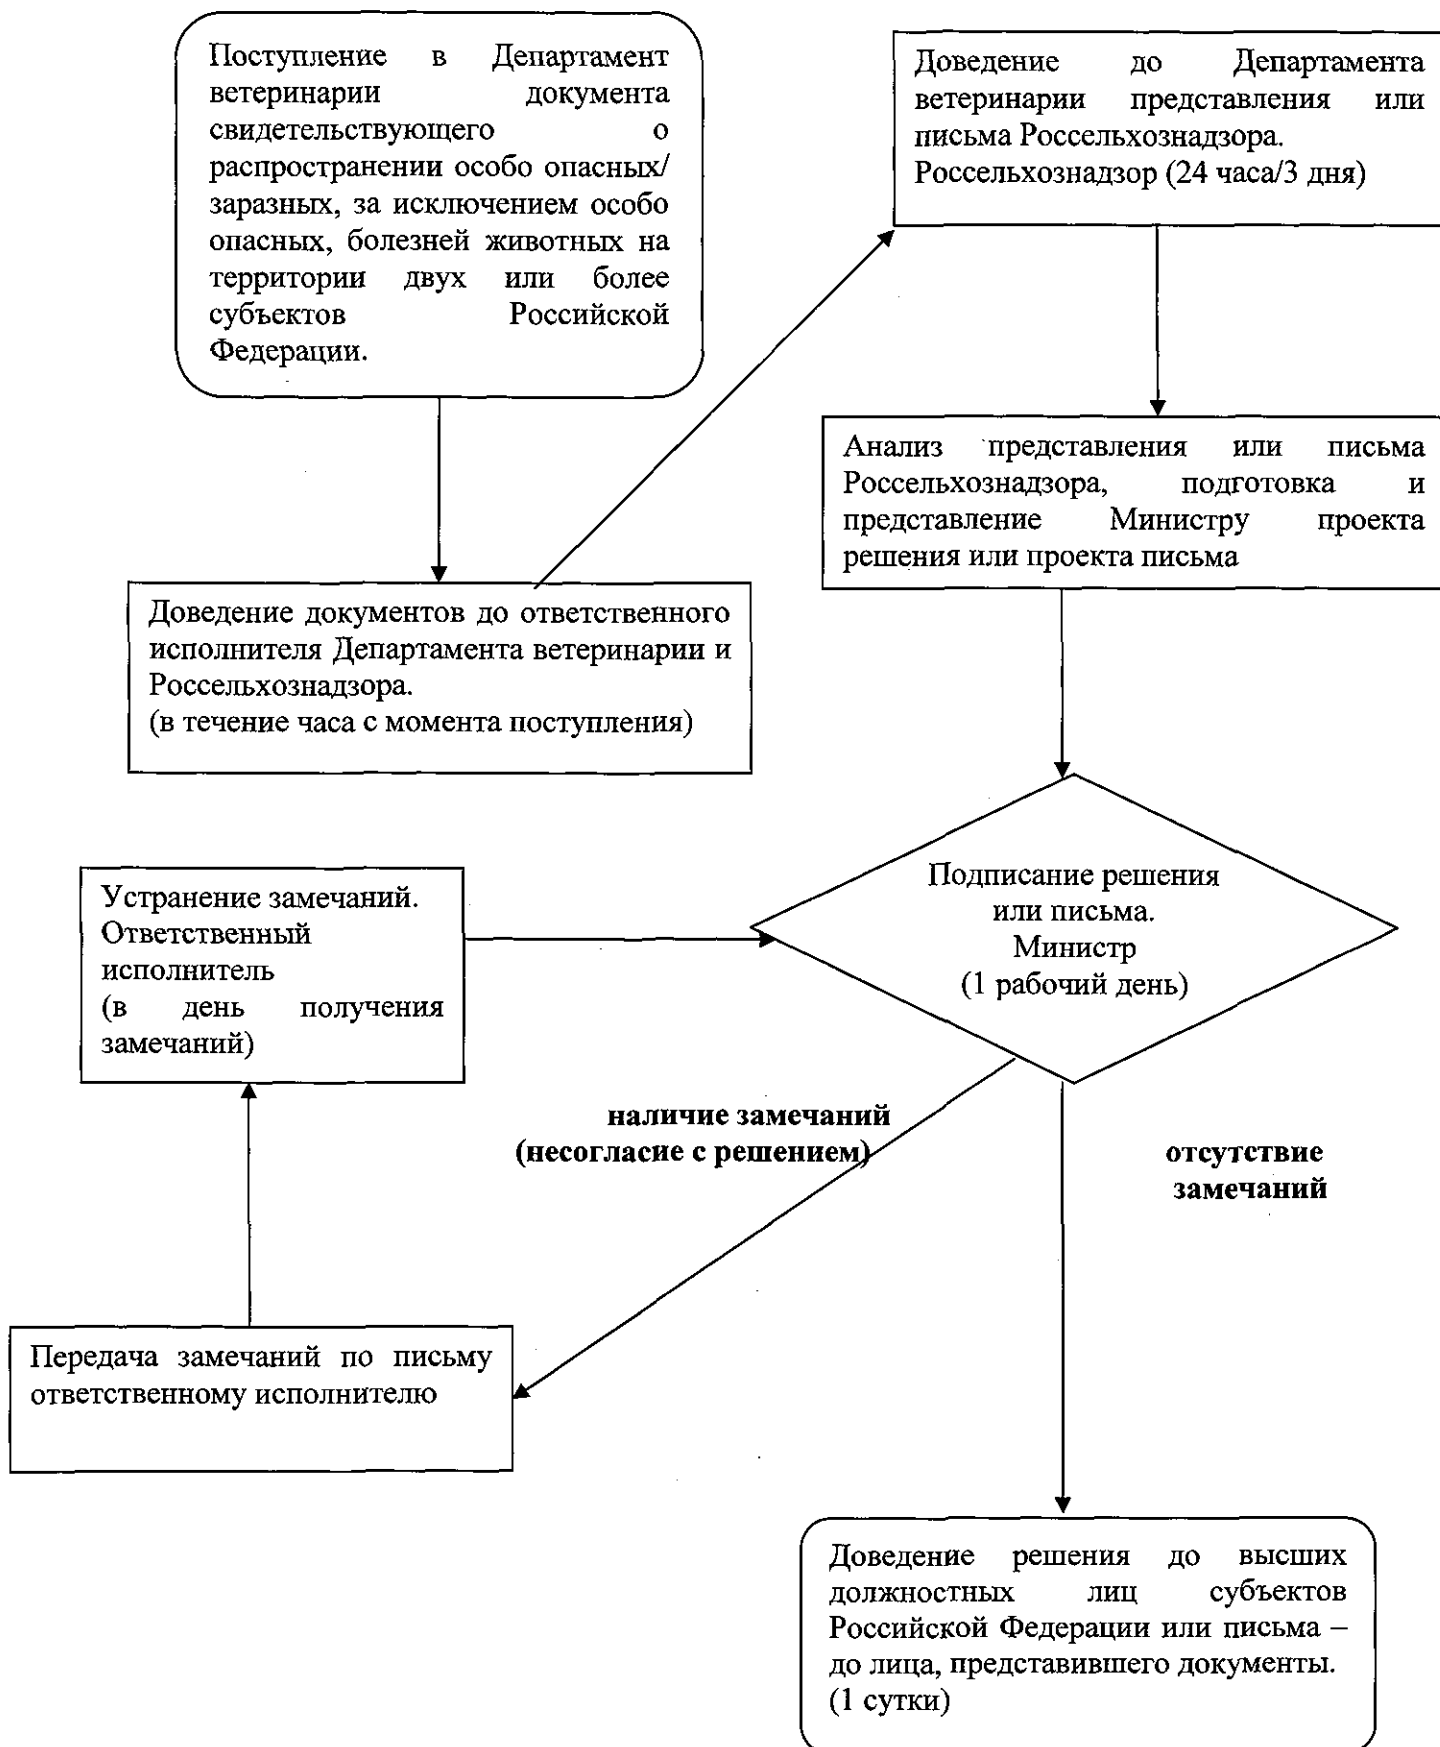 Поступление в Департамент
ветеринарии документа
свидетельствующего о
распространении особо опасных/
заразных, за исключением особо
опасных, болезней животных на
территории двух или более
субъектов Российской
Федерации.
Доведение до Департамента
ветеринарии представления или
письма Россельхознадзора.
Россельхознадзор (24 часа/3 дня)
Анализ представления или письма
Россельхознадзора, подготовка и
представление Министру проекта
решения или проекта письма
Доведение документов до ответственного
исполнителя Департамента ветеринарии и
Россельхознадзора.
(в течение часа с момента поступления)
Подписание решения
или письма.
Министр
(1 рабочий день)
Устранение замечаний.
Ответственный
исполнитель
(в день получения
замечаний)
наличие замечаний
(несогласие с решением)
отсутствие
замечаний
Передача замечаний по письму
ответственному исполнителю
Доведение решения до высших
должностных лиц субъектов
Российской Федерации или письма –
до лица, представившего документы.
(1 сутки)